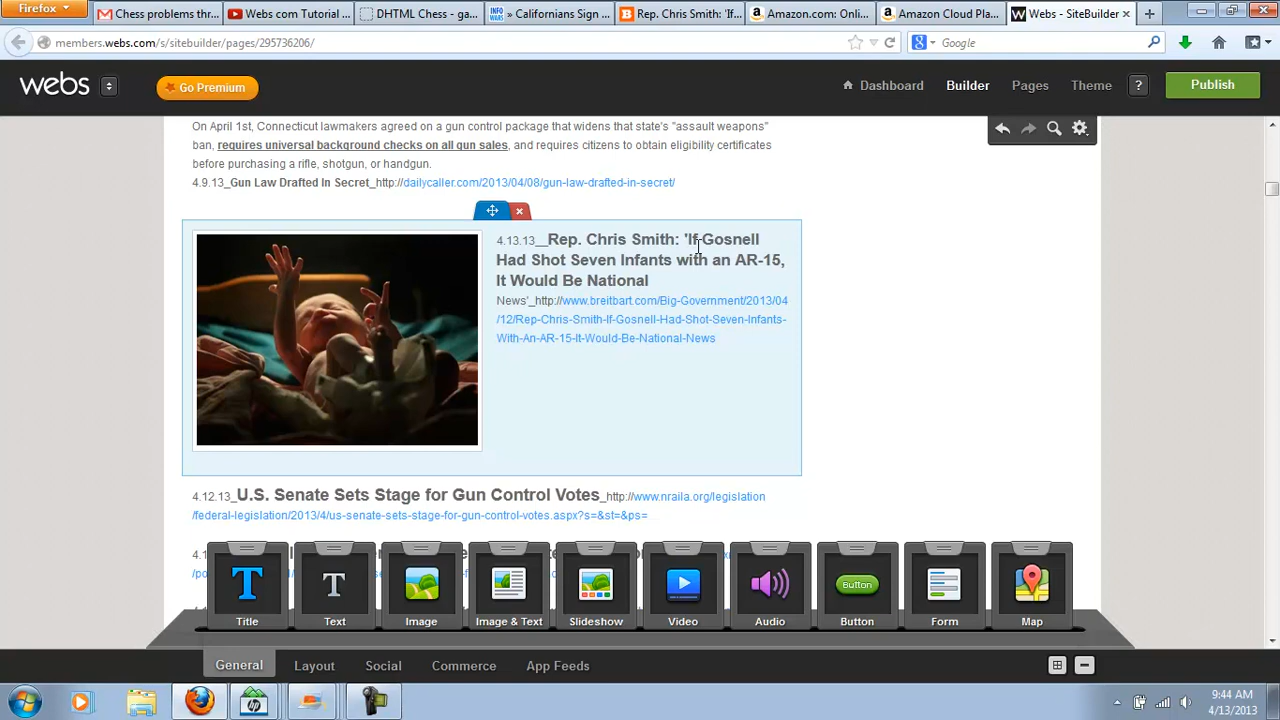 Firefox
Chess problems thr...
Webs com Tutorial ...
DHTML Chess - ga...
INFO WARS
» Californians Sign ...
Rep. Chris Smith: 'If...
Amazon.com: Onli...
Amazon Cloud Pla...
Webs - SiteBuilder
members.webs.com/s/sitebuilder/pages/295736206/
Google
webs
Go Premium
Dashboard
Builder
Pages
Theme
?
Publish
On April 1st, Connecticut lawmakers agreed on a gun control package that widens that state's "assault weapons"
ban, requires universal background checks on all gun sales, and requires citizens to obtain eligibility certificates
before purchasing a rifle, shotgun, or handgun.
4.9.13_Gun Law Drafted In Secret_http://dailycaller.com/2013/04/08/gun-law-drafted-in-secret/
4.13.13__Rep. Chris Smith: 'If Gosnell
Had Shot Seven Infants with an AR-15,
It Would Be National
News'_http://www.breitbart.com/Big-Government/2013/04
/12/Rep-Chris-Smith-If-Gosnell-Had-Shot-Seven-Infants-
With-An-AR-15-It-Would-Be-National-News
4.12.13_U.S. Senate Sets Stage for Gun Control Votes_http://www.nraila.org/legislation
/federal-legislation/2013/4/us-senate-sets-stage-for-gun-control-votes.aspx?s=&st=&ps=
Title
Text
Image
Image & Text
Slideshow
Video
Audio
Button
Button
Form
Map
General
Layout
Social
Commerce
App Feeds
9:44 AM
4/13/2013